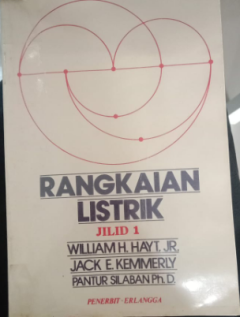 RANGKAIAN
LISTRIK
JILID 1
WILLIAM H. HAYT, JR.
JACK E. KEMMERLY
PANTUR SILABAN Ph.D.
PENERBIT-ERLANGGA